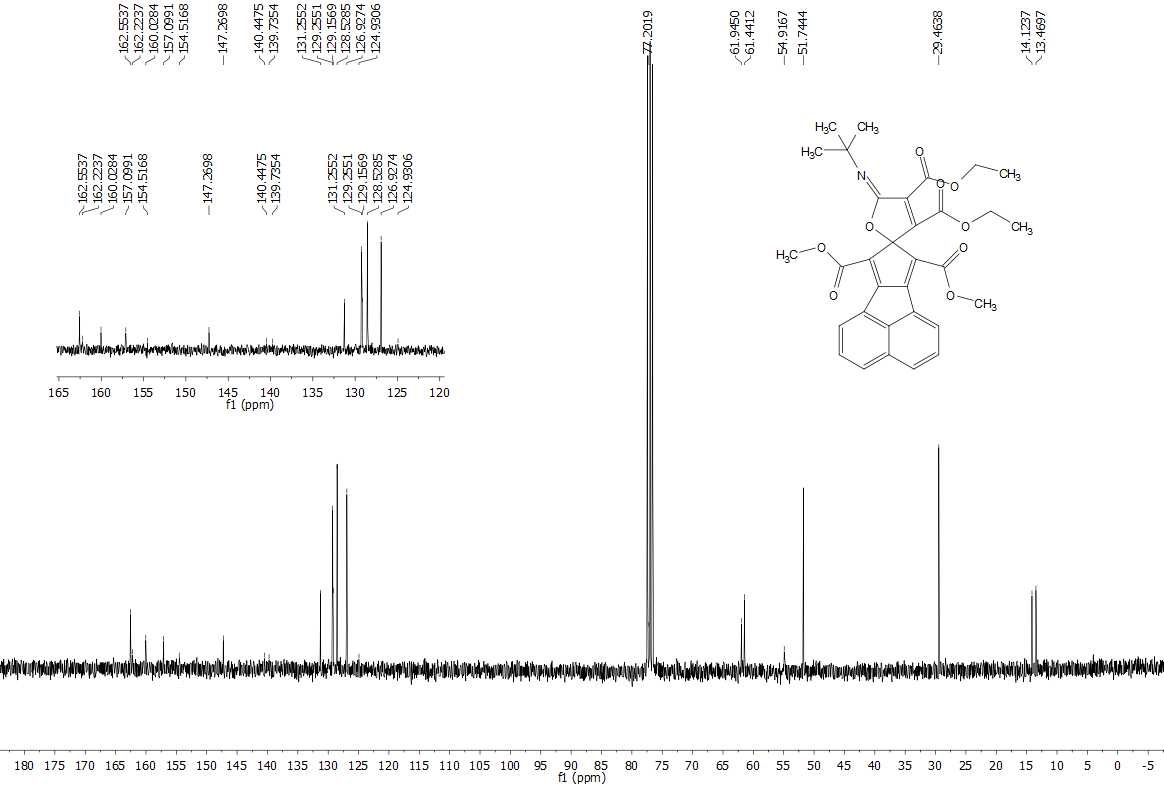 162.5537
162.2237
160.0284
157.0991
154.5168
147.2698
140.4475
139.7354
131.2552
129.2551
129.1569
128.5285
126.9274
124.9306
77.2019
61.9450
61.4412
54.9167
51.7444
29.4638
14.1237
13.4697
162.5537
162.2237
160.0284
157.0991
154.5168
147.2698
140.4475
139.7354
131.2552
129.2551
129.1569
128.5285
126.9274
124.9306
165 160 155 150 145 140 135 130 125 120
f1 (ppm)
H₃C CH₃
H₃C
N
O
O
O
CH₃
O
O
CH₃
H₃C
O
O
O
O
CH₃
180 175 170 165 160 155 150 145 140 135 130 125 120 115 110 105 100 95 90 85 80 75 70 65 60 55 50 45 40 35 30 25 20 15 10 5 0 -5
f1 (ppm)